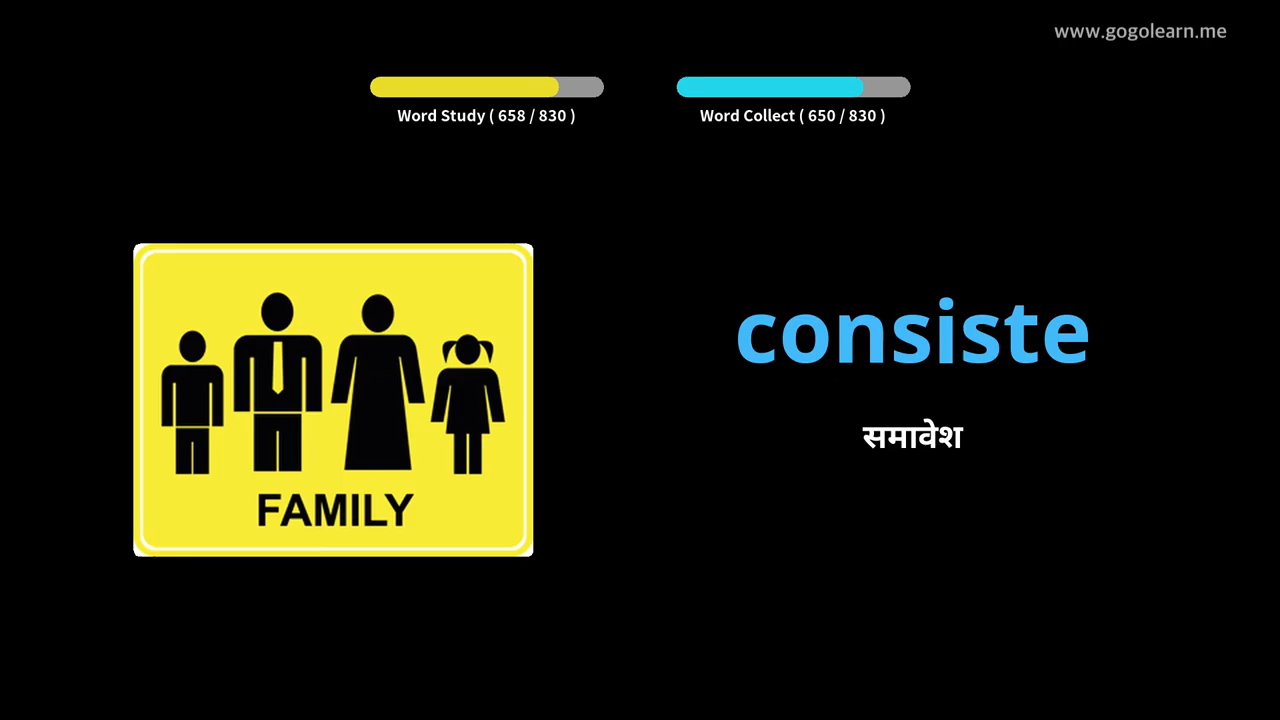 www.gogolearn.me
Word Study ( 658 / 830 )
Word Collect ( 650 / 830 )
FAMILY
consiste
समावेश